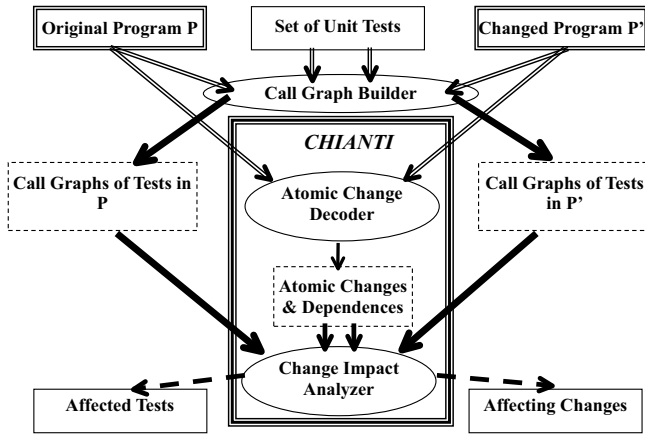 Original Program P
Set of Unit Tests
Changed Program P'
Call Graph Builder
CHIANTI
Call Graphs of Tests in
P
Atomic Change
Decoder
Call Graphs of Tests
in P'
Atomic Changes
& Dependences
Change Impact
Analyzer
Affected Tests
Affecting Changes